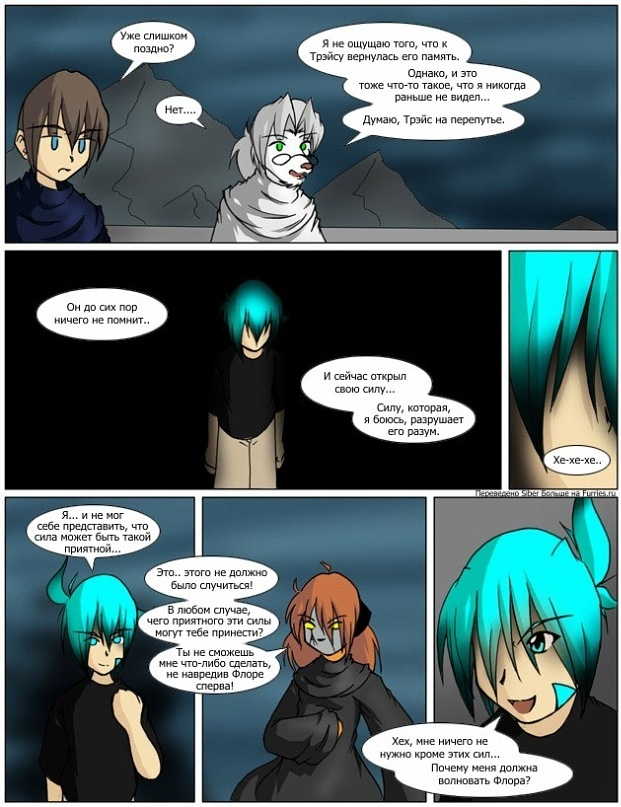 Уже слишком
поздно?
Нет....
Я не ощущаю того, что к
Трэйсу вернулась его память.
Однако, и это
тоже что-то такое, что я никогда
раньше не видел...
Думаю, Трэйс на перепутье.
Он до сих пор
ничего не помнит..
И сейчас открыл
свою силу...
Силу, которая,
я боюсь, разрушает
его разум.
Хе-хе-хе..
Переведено Siber Больше на Furries.ru
Я... и не мог
себе представить, что
сила может быть такой
приятной...
Это.. этого не должно
было случиться!
В любом случае,
чего приятного эти силы
могут тебе принести?
Ты не сможешь
мне что-либо сделать,
не навредив Флоре
сперва!
Хех, мне ничего не
нужно кроме этих сил...
Почему меня должна
волновать Флора?